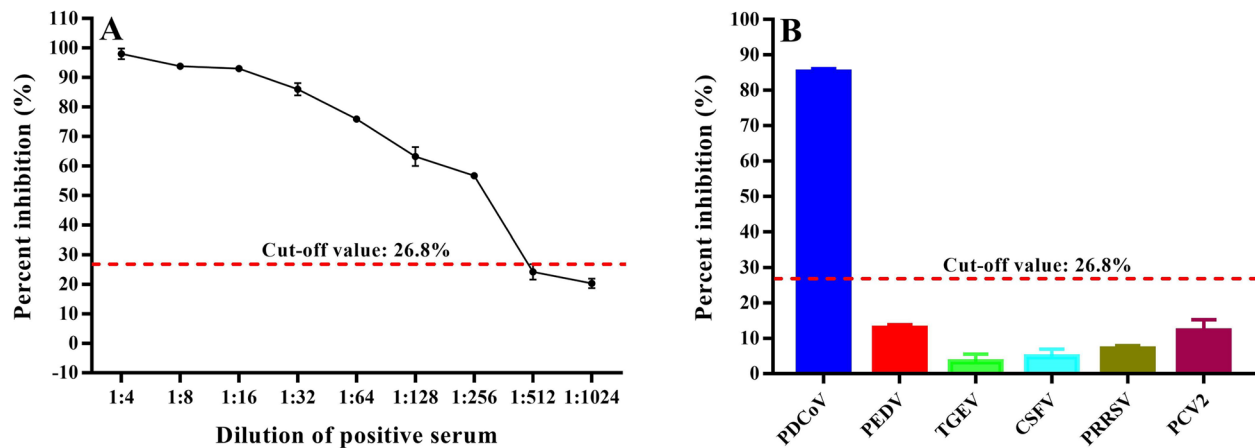 A
Percent inhibition (%)
110
100
90
80
70
60
50
40
30
20
10
0
-10
Cut-off value: 26.8%
1:4 1:8 1:16 1:32 1:64 1:128 1:256 1:512 1:1024
Dilution of positive serum
B
Percent inhibition (%)
100
90
80
70
60
50
40
30
20
10
0
Cut-off value: 26.8%
PDCoV PEDV TGEV CSFV PRRSV PCV2